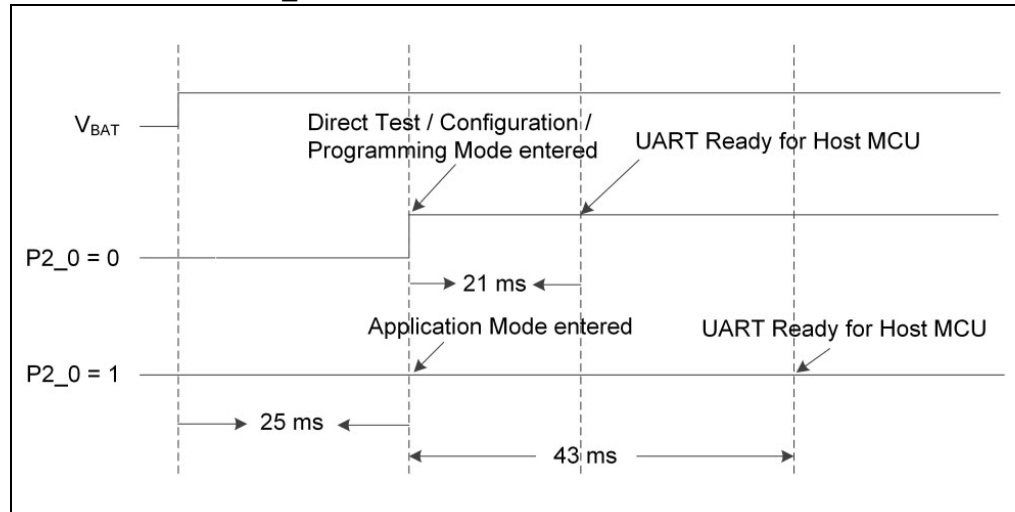 VBAT
Direct Test / Configuration /
Programming Mode entered
UART Ready for Host MCU
P2_0 = 0
21 ms
Application Mode entered
UART Ready for Host MCU
P2_0 = 1
25 ms
43 ms